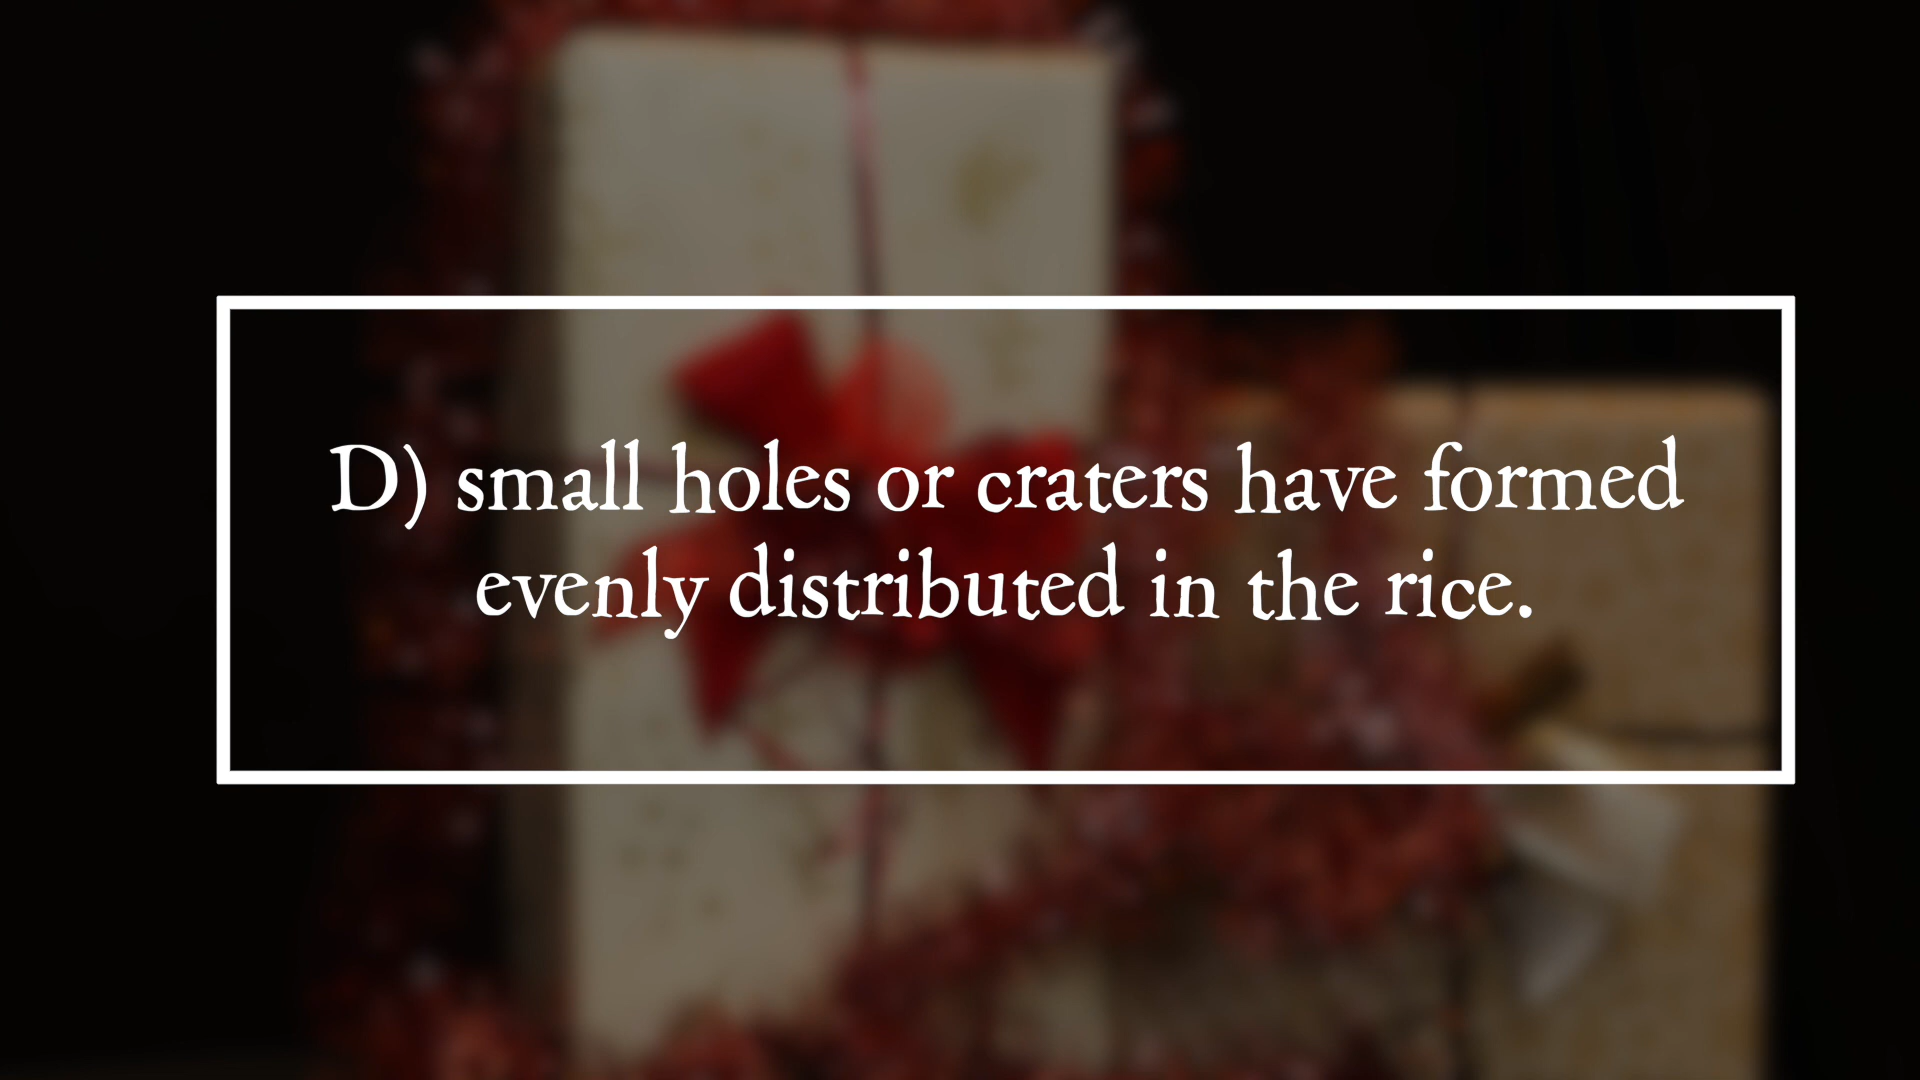 D) small holes or craters have formed
evenly distributed in the rice.